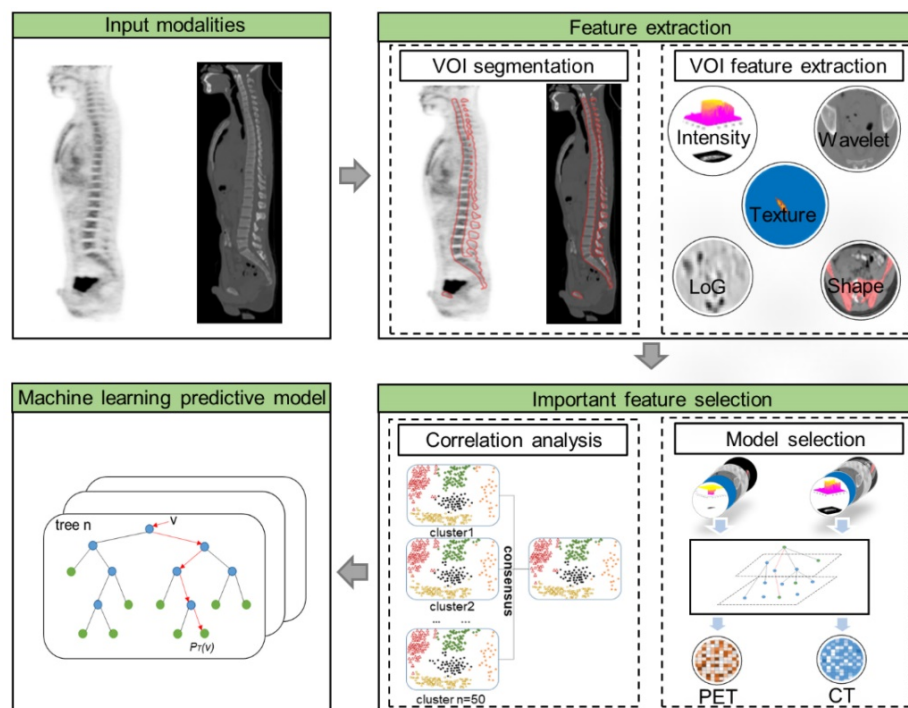 Input modalities
Feature extraction
VOI segmentation
VOI feature extraction
Intensity
Wavelet
Texture
LoG
Shape
Machine learning predictive model
tree n
v
PT(v)
Important feature selection
Correlation analysis
cluster1
cluster2
... ...
cluster n=50
consensus
Model selection
PET
CT